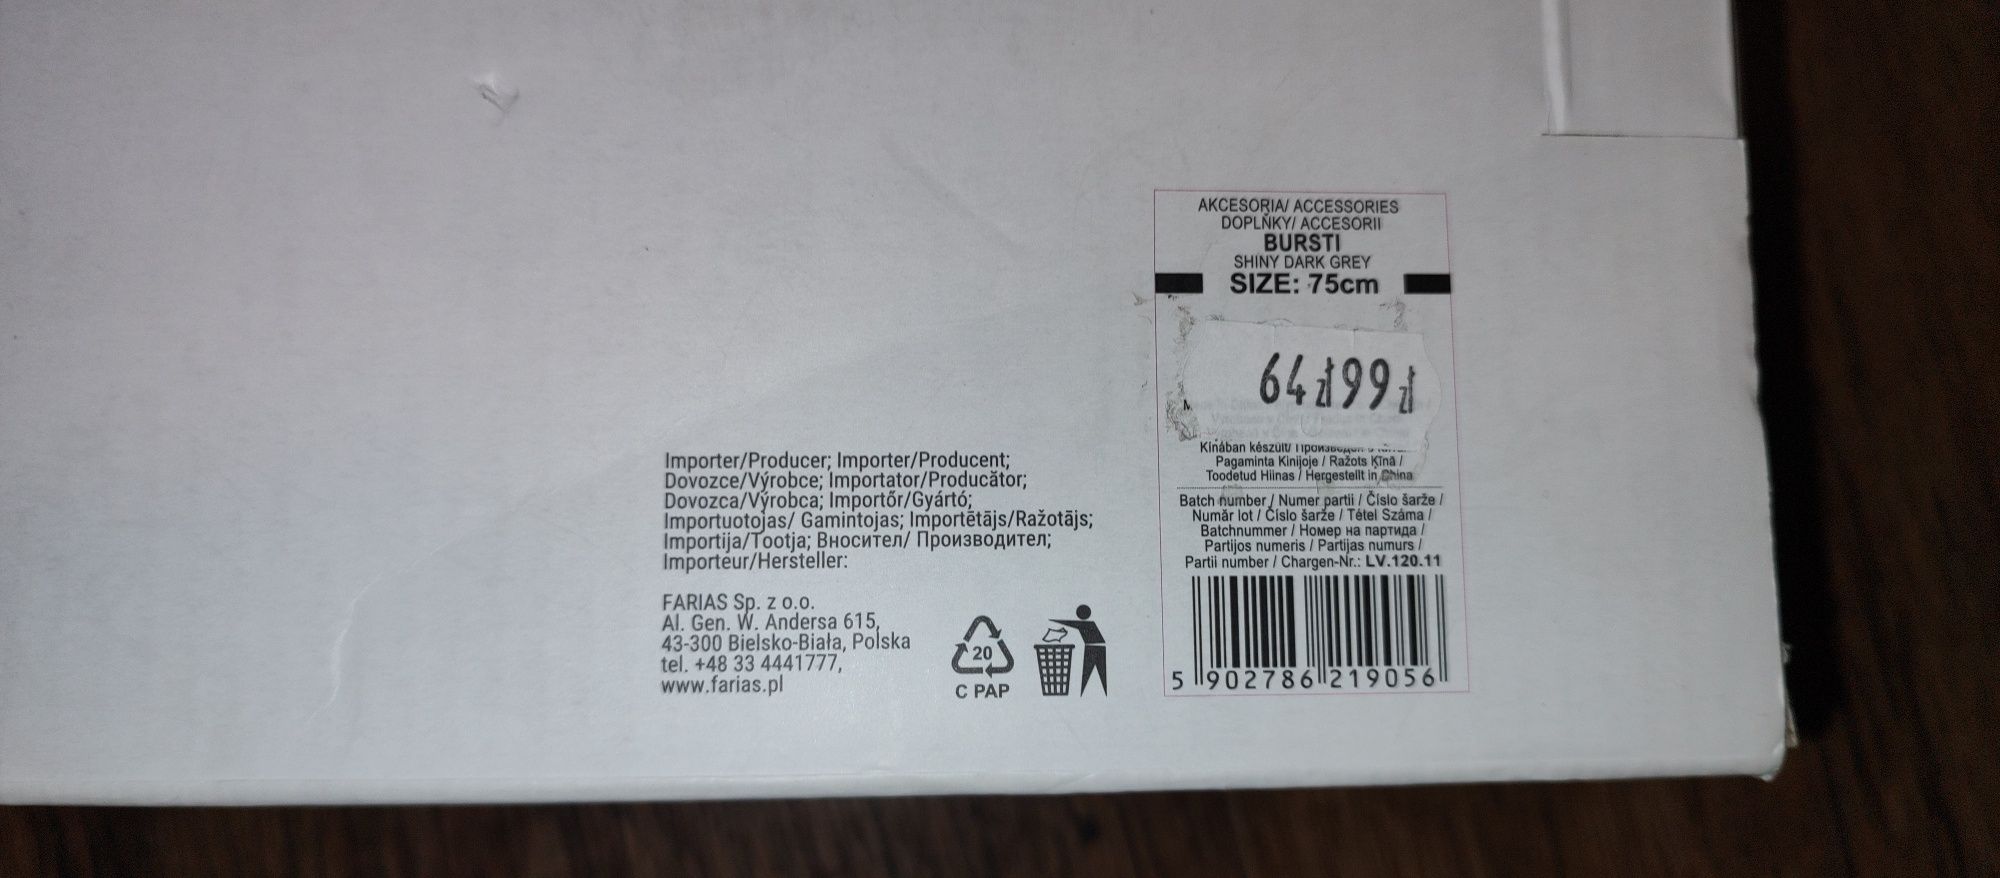 AKCESORIA/ ACCESSORIES
DOPLŇKY/ ACCESORII
BURSTI
SHINY DARK GREY
SIZE: 75cm
64zł99zł
Kínában készült/
Pagaminta Kinijoje / Ražots Ķīnā /
Toodetud Hiinas / Hergestellt in China
Batch number / Numer partii / Číslo šarže /
Număr lot / Číslo šarže / Tétel Száma /
Batchnummer / Номер на партида /
Partijos numeris / Partijas numurs /
Partii number / Chargen-Nr.: LV.120.11
5 902786 219056
Importer/Producer; Importer/Producent;
Dovozce/Výrobce; Importator/Producător;
Dovozca/Výrobca; Importőr/Gyártó;
Importuotojas/ Gamintojas; Importētājs/Ražotājs;
Importija/Tootja; Вносител/ Производител;
Importeur/Hersteller:
FARIAS Sp. z o.o.
Al. Gen. W. Andersa 615,
43-300 Bielsko-Biała, Polska
tel. +48 33 4441777,
www.farias.pl
20
C PAP